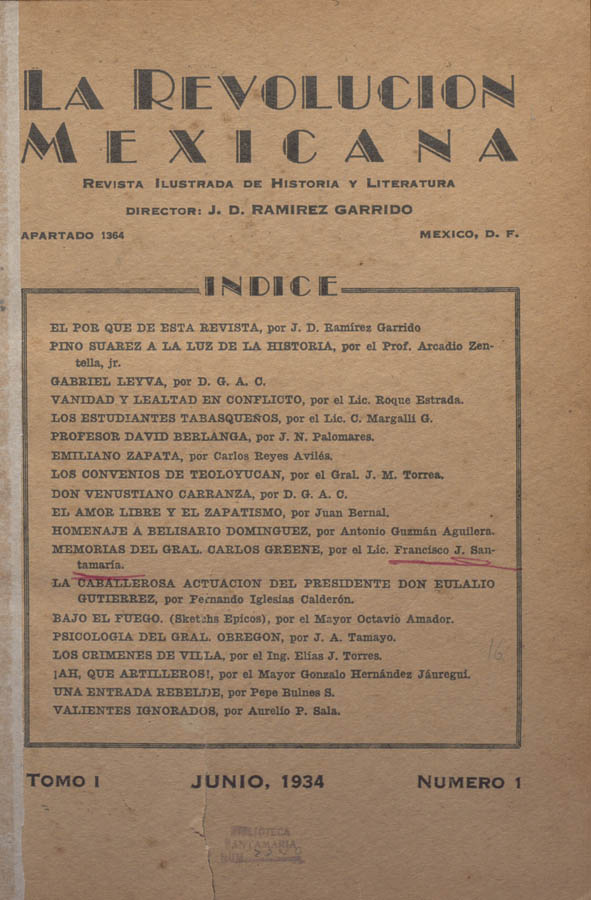 LA REVOLUCION
MEXICANA
REVISTA ILUSTRADA DE HISTORIA Y LITERATURA
DIRECTOR: J. D. RAMIREZ GARRIDO
APARTADO 1364
MEXICO, D. F.
INDICE
EL POR QUE DE ESTA REVISTA, por J. D. Ramírez Garrido
PINO SUAREZ A LA LUZ DE LA HISTORIA, por el Prof. Arcadio Zen-
tella, jr.
GABRIEL LEYVA, por D. G. A. C.
VANIDAD Y LEALTAD EN CONFLICTO, por el Lic. Roque Estrada.
LOS ESTUDIANTES TABASQUEÑOS, por el Lic. C. Margalli G.
PROFESOR DAVID BERLANGA, por J. N. Palomares.
EMILIANO ZAPATA, por Carlos Reyes Avilés.
LOS CONVENIOS DE TEOLOYUCAN, por el Gral. J. M. Torrea.
DON VENUSTIANO CARRANZA, por D. G. A. C.
EL AMOR LIBRE Y EL ZAPATISMO, por Juan Bernal.
HOMENAJE A BELISARIO DOMINGUEZ, por Antonio Guzmán Aguilera.
MEMORIAS DEL GRAL. CARLOS GREENE, por el Lic. Francisco J. San-
tamaría.
LA CABALLEROSA ACTUACION DEL PRESIDENTE DON EULALIO
GUTIERREZ, por Fernando Iglesias Calderón.
BAJO EL FUEGO. (Sketchs Epicos), por el Mayor Octavio Amador.
PSICOLOGIA DEL GRAL. OBREGON, por J. A. Tamayo.
LOS CRIMENES DE VILLA, por el Ing. Elías J. Torres.
16
¡AH, QUE ARTILLEROS!, por el Mayor Gonzalo Hernández Jáuregui.
UNA ENTRADA REBELDE, por Pepe Bulnes S.
VALIENTES IGNORADOS, por Aurelio P. Sala.
TOMO I
JUNIO, 1934
NUMERO 1
BIBLIOTECA
SANTAMARIA
NUM.